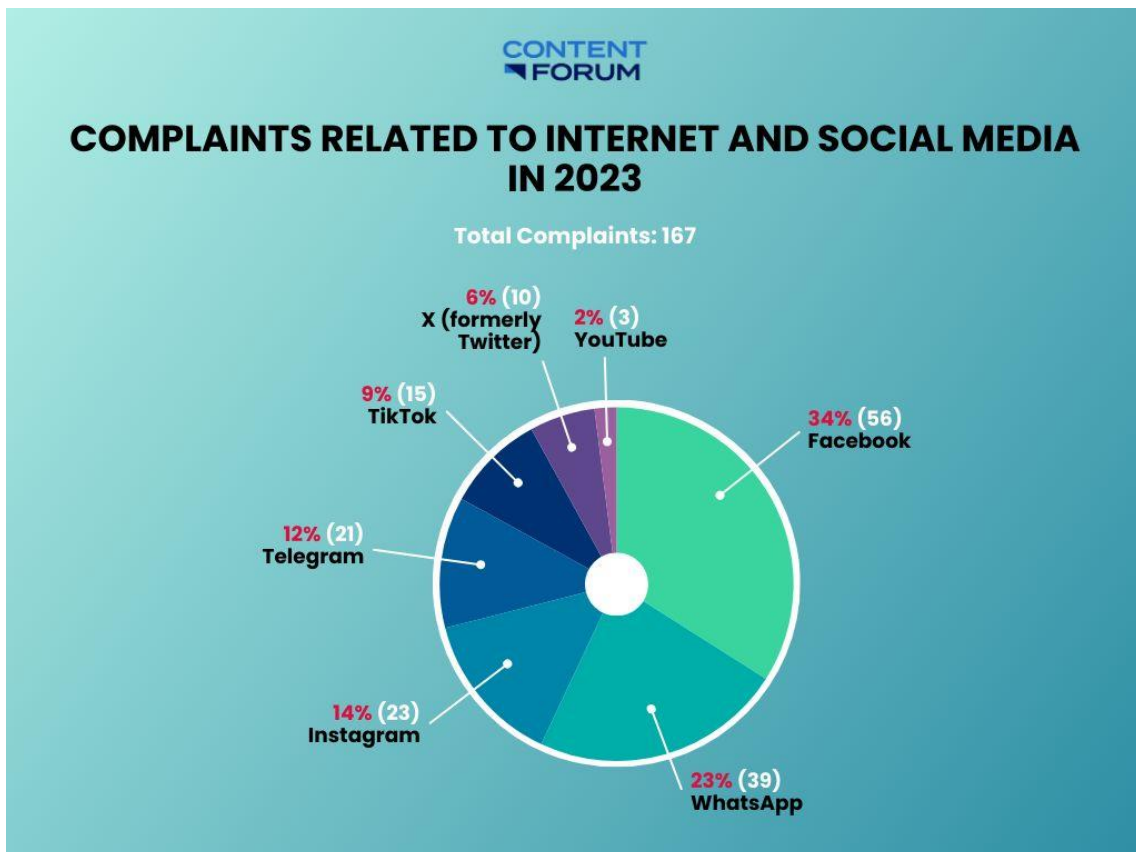 CONTENT
FORUM
COMPLAINTS RELATED TO INTERNET AND SOCIAL MEDIA
IN 2023
Total Complaints: 167
6% (10)
X (formerly
Twitter)
2% (3)
YouTube
9% (15)
TikTok
34% (56)
Facebook
12% (21)
Telegram
14% (23)
Instagram
23% (39)
WhatsApp